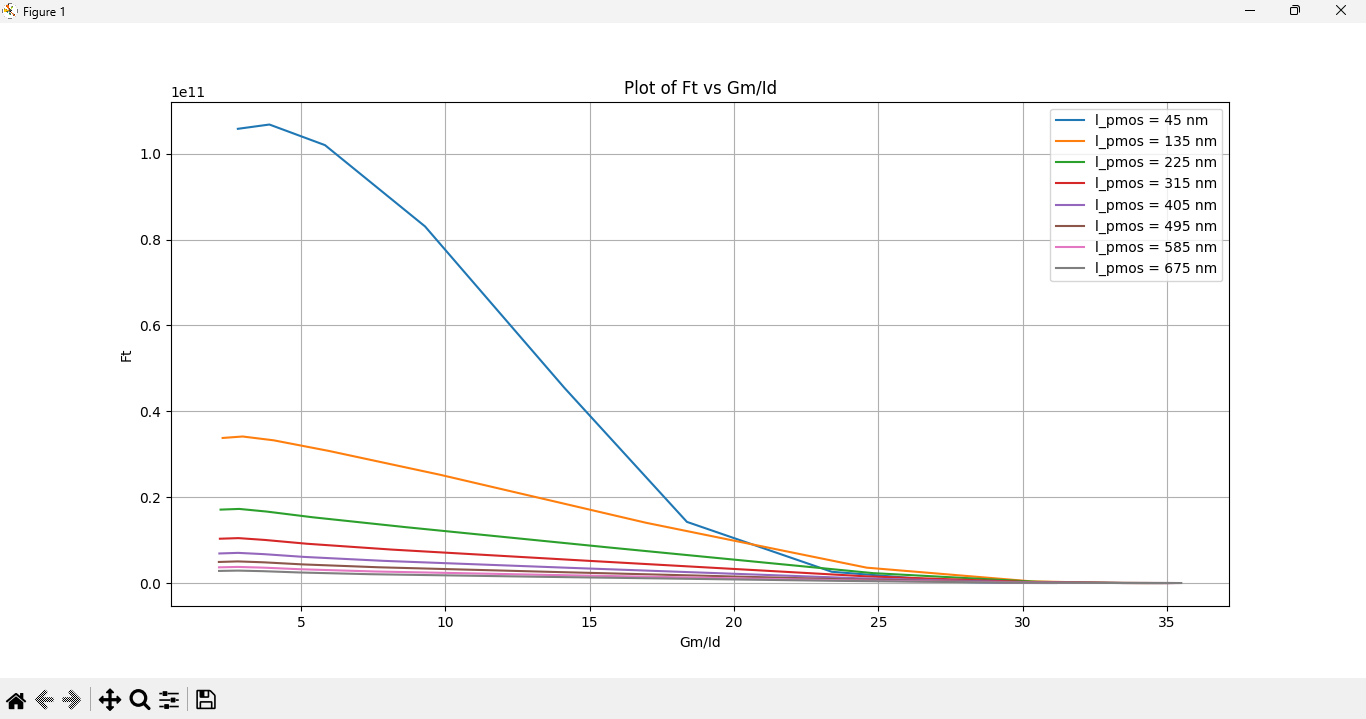 Figure 1
Plot of Ft vs Gm/Id
1e11
1.0
0.8
0.6
0.4
0.2
0.0
Ft
5 10 15 20 25 30 35
Gm/Id
l_pmos = 45 nm
l_pmos = 135 nm
l_pmos = 225 nm
l_pmos = 315 nm
l_pmos = 405 nm
l_pmos = 495 nm
l_pmos = 585 nm
l_pmos = 675 nm